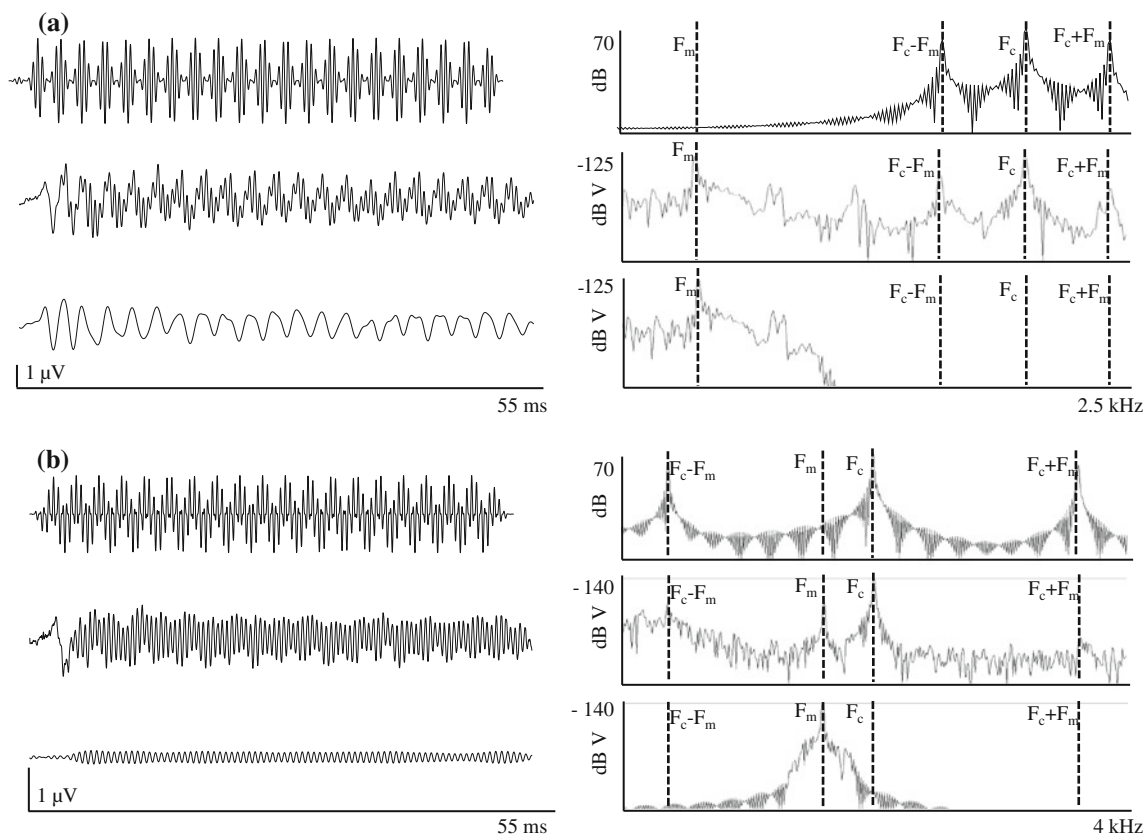 (a)
1 µV
55 ms
70
dB
Fm
Fc-Fm
Fc
Fc+Fm
-125
dB V
Fm
Fc-Fm
Fc
Fc+Fm
-125
dB V
Fm
Fc-Fm
Fc
Fc+Fm
2.5 kHz
(b)
1 µV
55 ms
70
dB
Fc-Fm
Fm
Fc
Fc+Fm
- 140
dB V
Fc-Fm
Fm
Fc
Fc+Fm
- 140
dB V
Fc-Fm
Fm
Fc
Fc+Fm
4 kHz